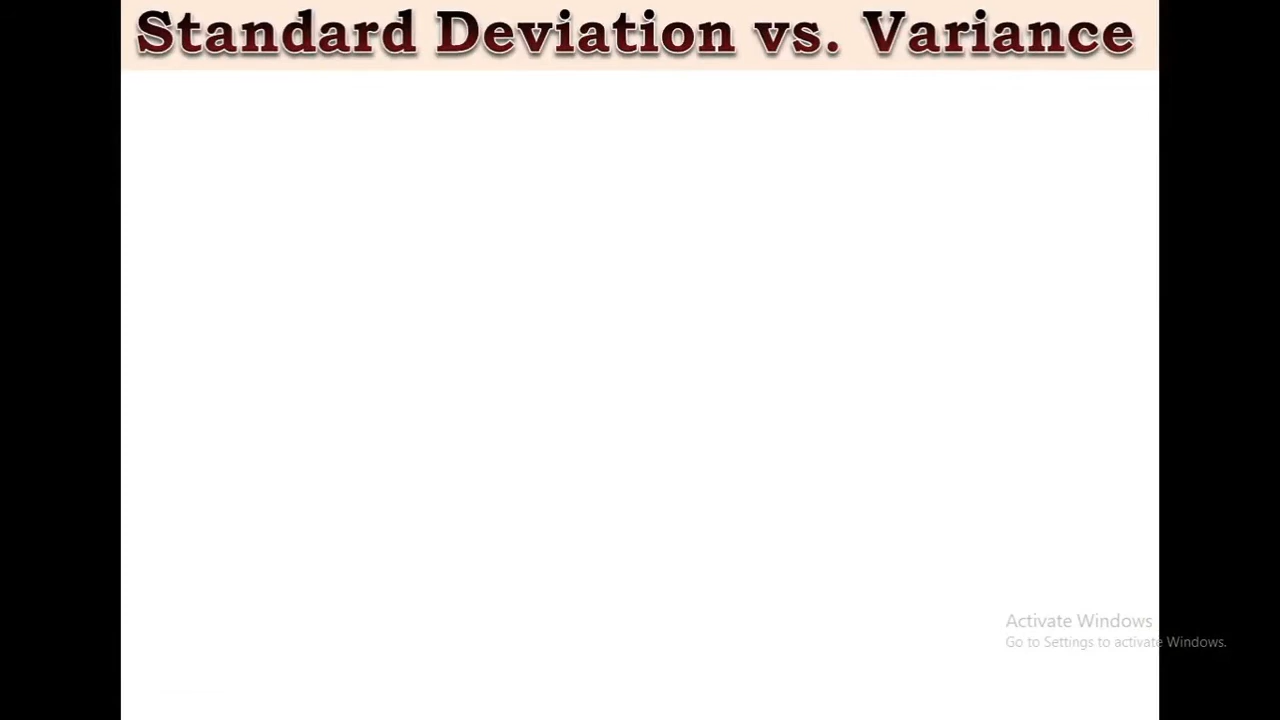 Standard Deviation vs. Variance
Activate Windows
Go to Settings to activate Windows.